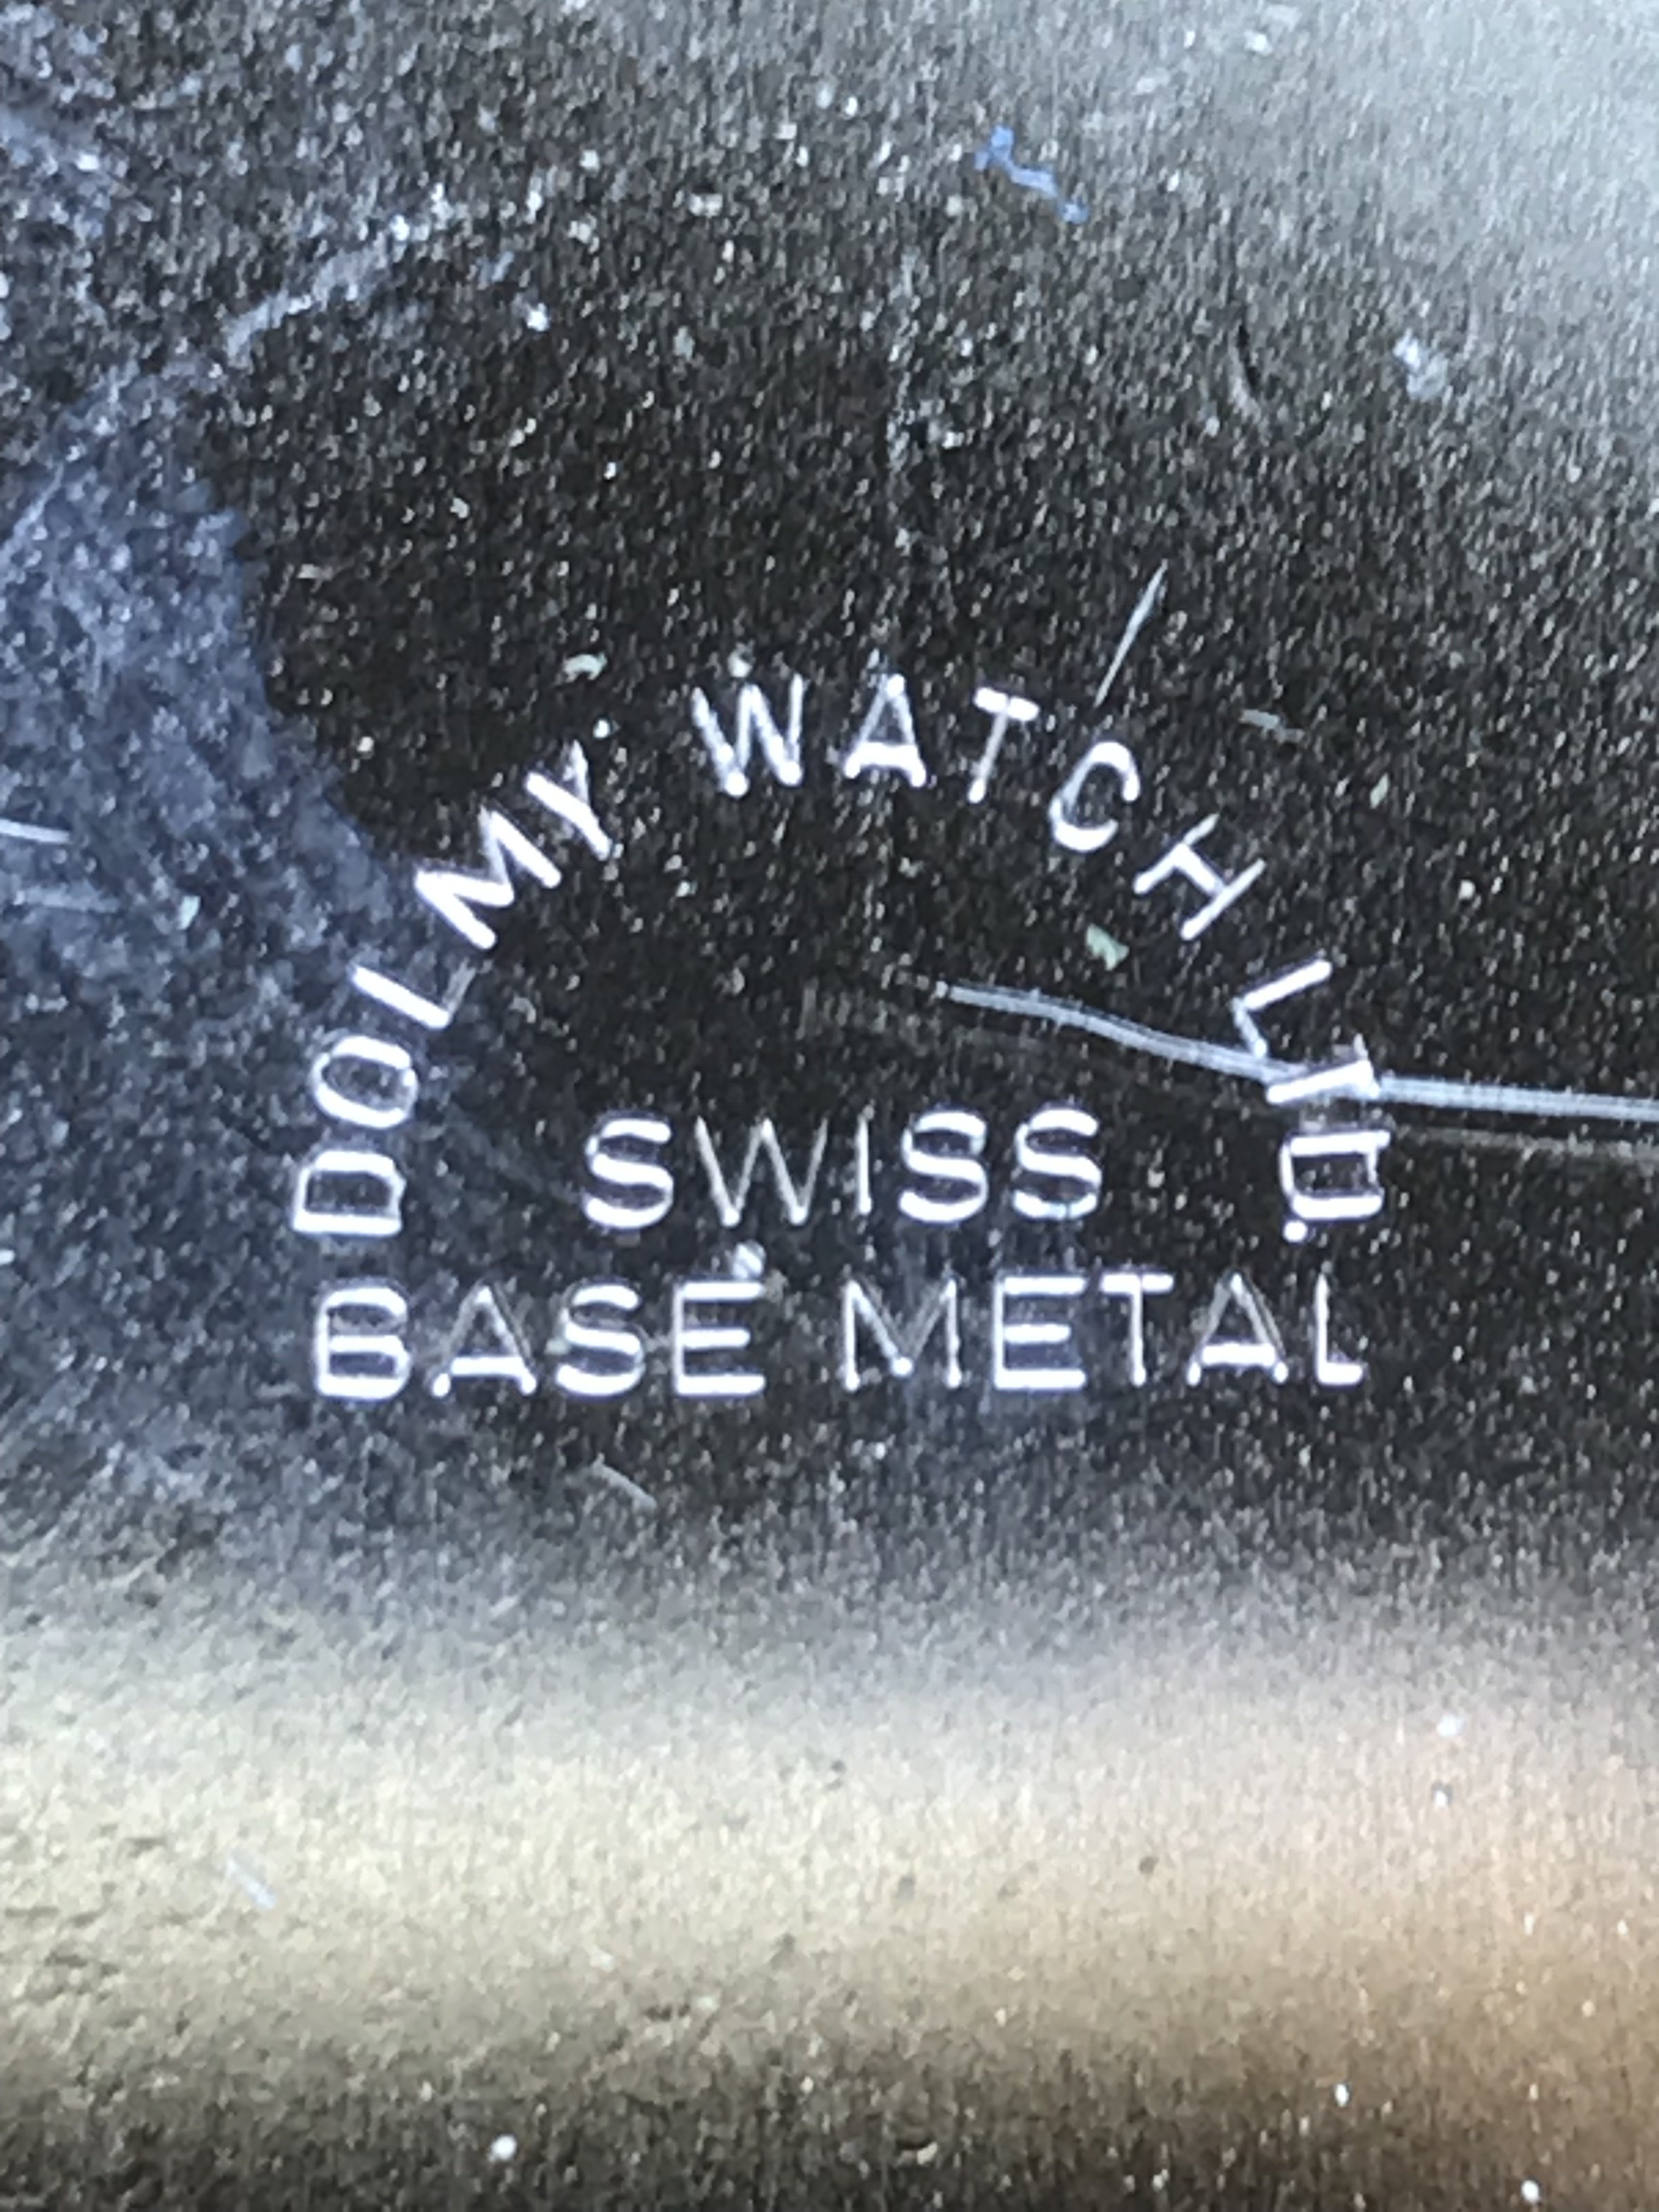 DOLMY WATCH LTD.
SWISS
BASE METAL